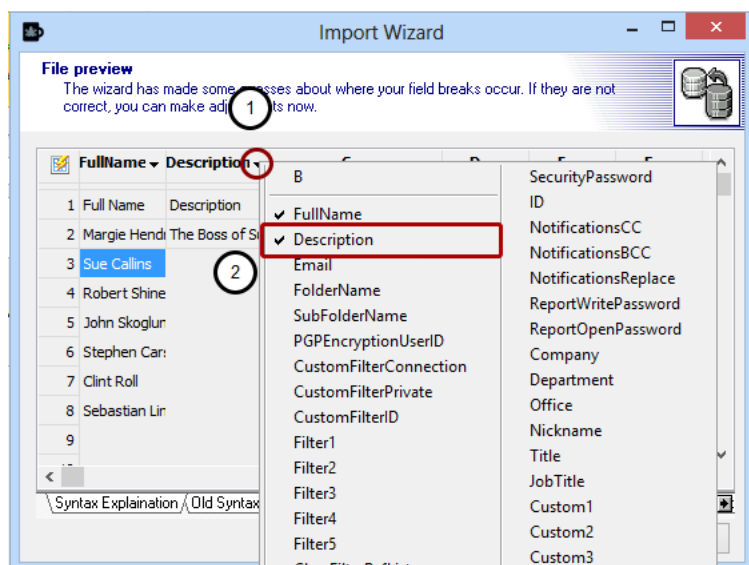 Import Wizard
File preview
The wizard has made some guesses about where your field breaks occur. If they are not
correct, you can make adjustments now.
1
FullName Description
1 Full Name Description
2 Margie Hendr The Boss of S
3 Sue Callins
4 Robert Shine
5 John Skoglun
6 Stephen Cars
7 Clint Roll
8 Sebastian Lin
9
Syntax Explaination Old Syntax
2
B
FullName
Description
Email
FolderName
SubFolderName
PGPEncryptionUserID
CustomFilterConnection
CustomFilterPrivate
CustomFilterID
Filter1
Filter2
Filter3
Filter4
Filter5
SecurityPassword
ID
NotificationsCC
NotificationsBCC
NotificationsReplace
ReportWritePassword
ReportOpenPassword
Company
Department
Office
Nickname
Title
JobTitle
Custom1
Custom2
Custom3